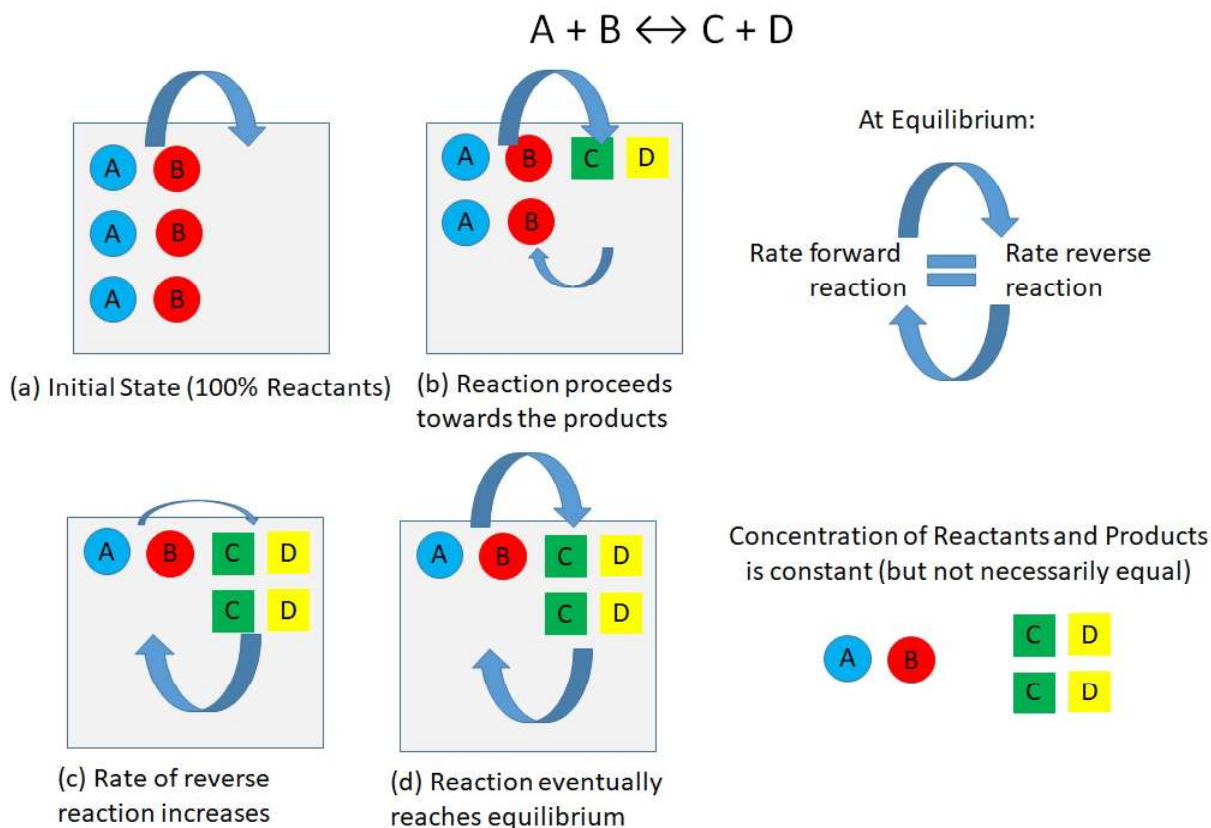 A + B ↔ C + D
A B
A B
A B
(a) Initial State (100% Reactants)
A B C D
A B
(b) Reaction proceeds
towards the products
At Equilibrium:
Rate forward
reaction
Rate reverse
reaction
A B C D
C D
(c) Rate of reverse
reaction increases
A B C D
C D
(d) Reaction eventually
reaches equilibrium
Concentration of Reactants and Products
is constant (but not necessarily equal)
A B
C D
C D